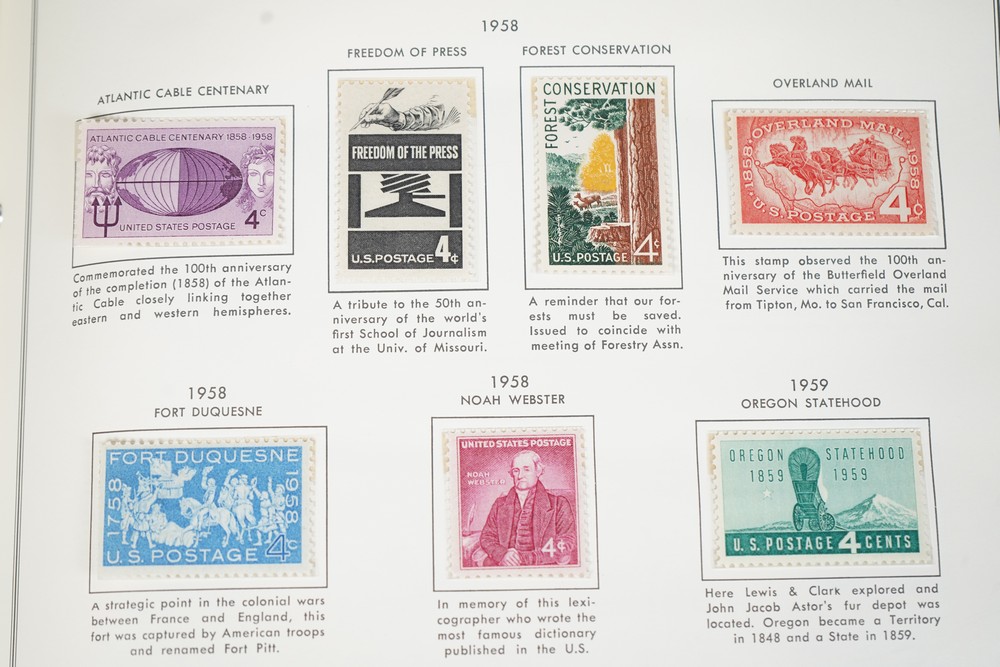 1958
ATLANTIC CABLE CENTENARY
ATLANTIC CABLE CENTENARY 1858·1958
4c
UNITED STATES POSTAGE
Commemorated the 100th anniversary
of the completion (1858) of the Atlan-
tic Cable closely linking together
eastern and western hemispheres.
FREEDOM OF PRESS
FREEDOM OF THE PRESS
U.S.POSTAGE 4c
A tribute to the 50th an-
niversary of the world's
first School of Journalism
at the Univ. of Missouri.
FOREST CONSERVATION
FOREST CONSERVATION
U.S. POSTAGE 4c
A reminder that our for-
ests must be saved.
Issued to coincide with
meeting of Forestry Assn.
OVERLAND MAIL
1858·OVERLAND MAIL·1958
·U.S. POSTAGE 4c
This stamp observed the 100th an-
niversary of the Butterfield Overland
Mail Service which carried the mail
from Tipton, Mo. to San Francisco, Cal.
1958
FORT DUQUESNE
FORT DUQUESNE
1758 1958
U.S. POSTAGE 4c
A strategic point in the colonial wars
between France and England, this
fort was captured by American troops
and renamed Fort Pitt.
1958
NOAH WEBSTER
UNITED STATES POSTAGE
NOAH
WEBSTER
4¢
In memory of this lexi-
cographer who wrote the
most famous dictionary
published in the U.S.
1959
OREGON STATEHOOD
OREGON STATEHOOD
1859 1959
U.S. POSTAGE 4 CENTS
Here Lewis & Clark explored and
John Jacob Astor's fur depot was
located. Oregon became a Territory
in 1848 and a State in 1859.